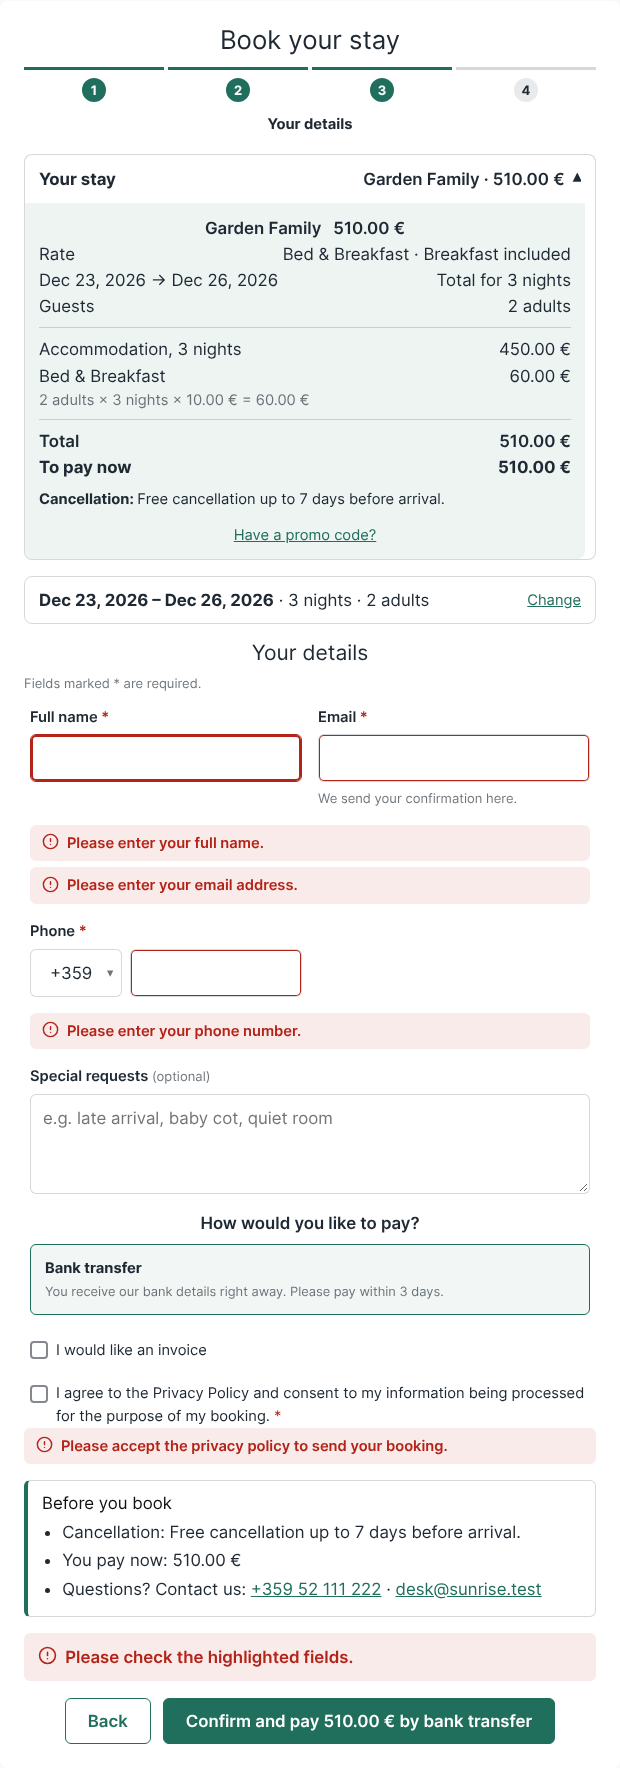 Book your stay
1 2 3 4
Your details
Your stay Garden Family · 510.00 € ▲
Garden Family 510.00 €
Rate Bed & Breakfast · Breakfast included
Dec 23, 2026 → Dec 26, 2026 Total for 3 nights
Guests 2 adults
Accommodation, 3 nights 450.00 €
Bed & Breakfast 60.00 €
2 adults × 3 nights × 10.00 € = 60.00 €
Total 510.00 €
To pay now 510.00 €
Cancellation: Free cancellation up to 7 days before arrival.
Have a promo code?
Dec 23, 2026 – Dec 26, 2026 · 3 nights · 2 adults Change
Your details
Fields marked * are required.
Full name * Email *
We send your confirmation here.
Please enter your full name.
Please enter your email address.
Phone *
+359 ▾
Please enter your phone number.
Special requests (optional)
e.g. late arrival, baby cot, quiet room
How would you like to pay?
Bank transfer
You receive our bank details right away. Please pay within 3 days.
I would like an invoice
I agree to the Privacy Policy and consent to my information being processed
for the purpose of my booking. *
Please accept the privacy policy to send your booking.
Before you book
• Cancellation: Free cancellation up to 7 days before arrival.
• You pay now: 510.00 €
• Questions? Contact us: +359 52 111 222 · desk@sunrise.test
Please check the highlighted fields.
Back Confirm and pay 510.00 € by bank transfer